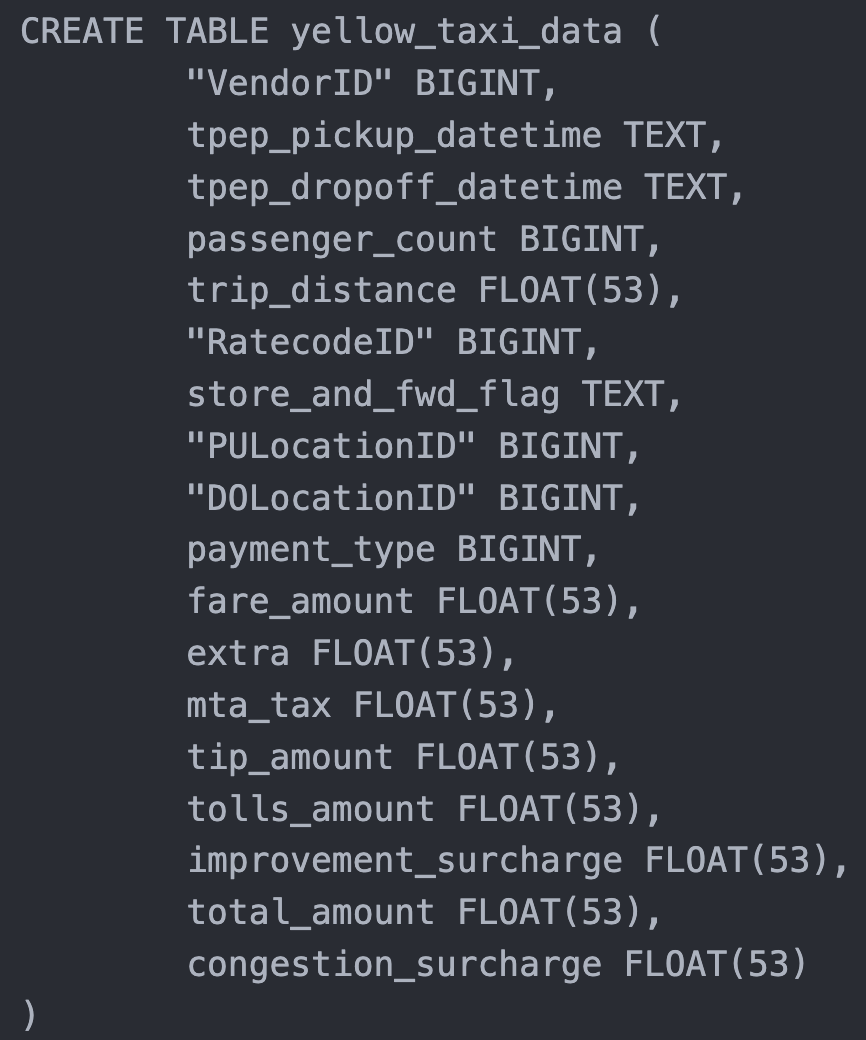 CREATE TABLE yellow_taxi_data (
        "VendorID" BIGINT,
        tpep_pickup_datetime TEXT,
        tpep_dropoff_datetime TEXT,
        passenger_count BIGINT,
        trip_distance FLOAT(53),
        "RatecodeID" BIGINT,
        store_and_fwd_flag TEXT,
        "PULocationID" BIGINT,
        "DOLocationID" BIGINT,
        payment_type BIGINT,
        fare_amount FLOAT(53),
        extra FLOAT(53),
        mta_tax FLOAT(53),
        tip_amount FLOAT(53),
        tolls_amount FLOAT(53),
        improvement_surcharge FLOAT(53),
        total_amount FLOAT(53),
        congestion_surcharge FLOAT(53)
)